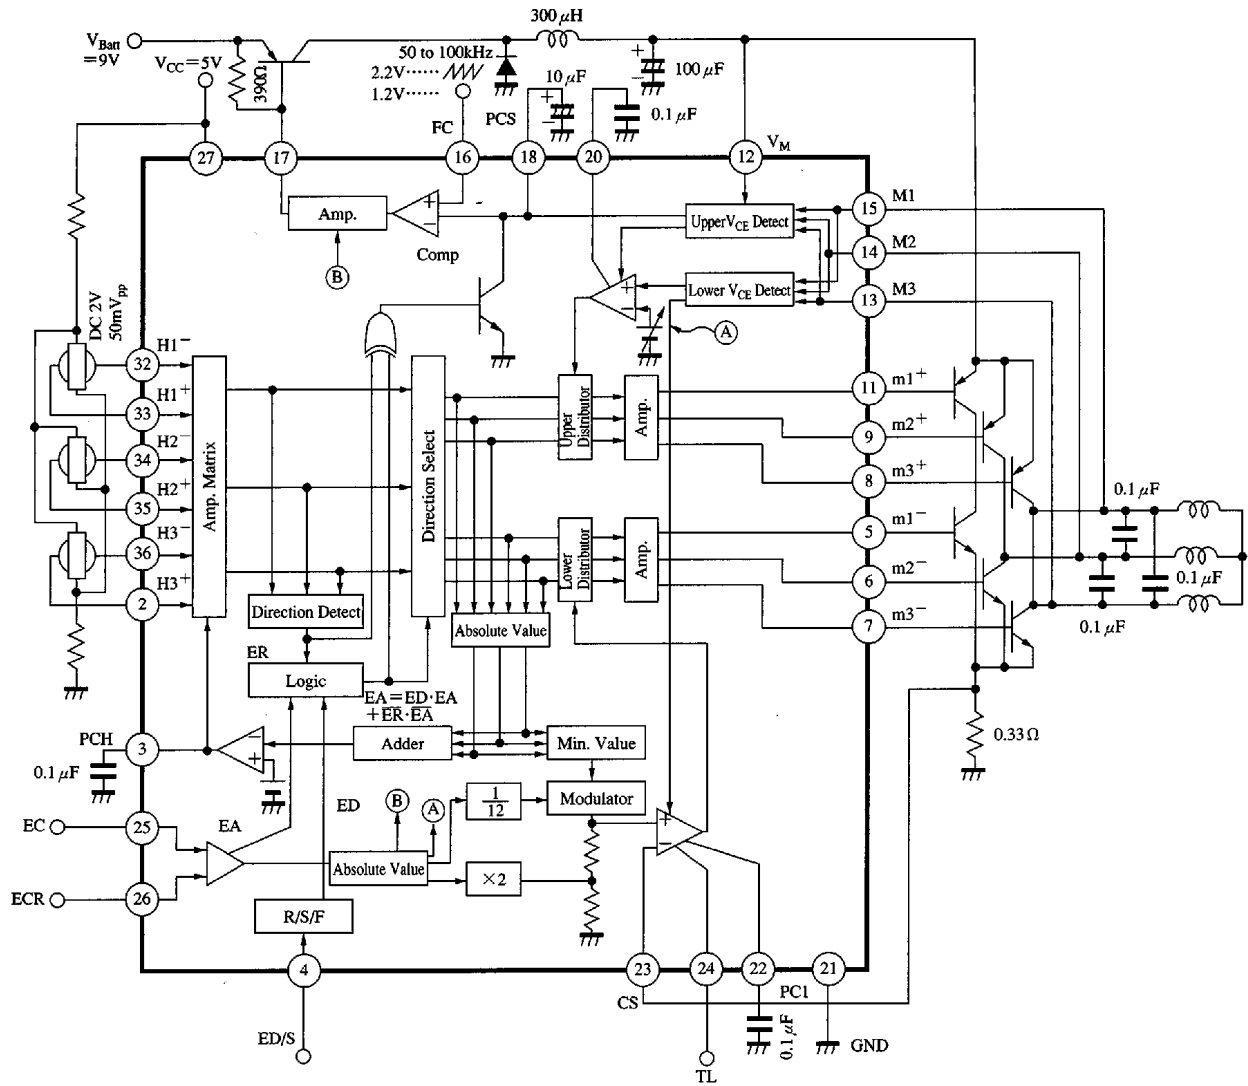 300 μH
V_Batt
=9V
V_CC=5V
390Ω
50 to 100kHz
2.2V······
1.2V······
FC
PCS
10 μF
+
−
0.1 μF
+
−
100 μF
27
17
16
18
20
12
V_M
Amp.
+
−
Comp
B
Upper V_CE Detect
Lower V_CE Detect
+
−
A
15
M1
14
M2
13
M3
DC 2V
50mV_pp
H1−
32
H1+
33
H2−
34
H2+
35
H3−
36
H3+
2
Amp. Matrix
Direction Select
Upper
Distributor
Amp.
11
m1+
9
m2+
8
m3+
Lower
Distributor
Amp.
5
m1−
6
m2−
7
m3−
0.1 μF
0.1 μF
0.1 μF
Direction Detect
Absolute Value
ER
Logic
EA=ED·EA
+E̅R̅·E̅A̅
Adder
Min. Value
PCH
3
0.1 μF
−
+
0.33Ω
Modulator
1
12
×2
ED
B
A
Absolute Value
+
−
EC
25
EA
ECR
26
R/S/F
4
ED/S
23
CS
24
TL
22
PC1
0.1 μF
21
GND